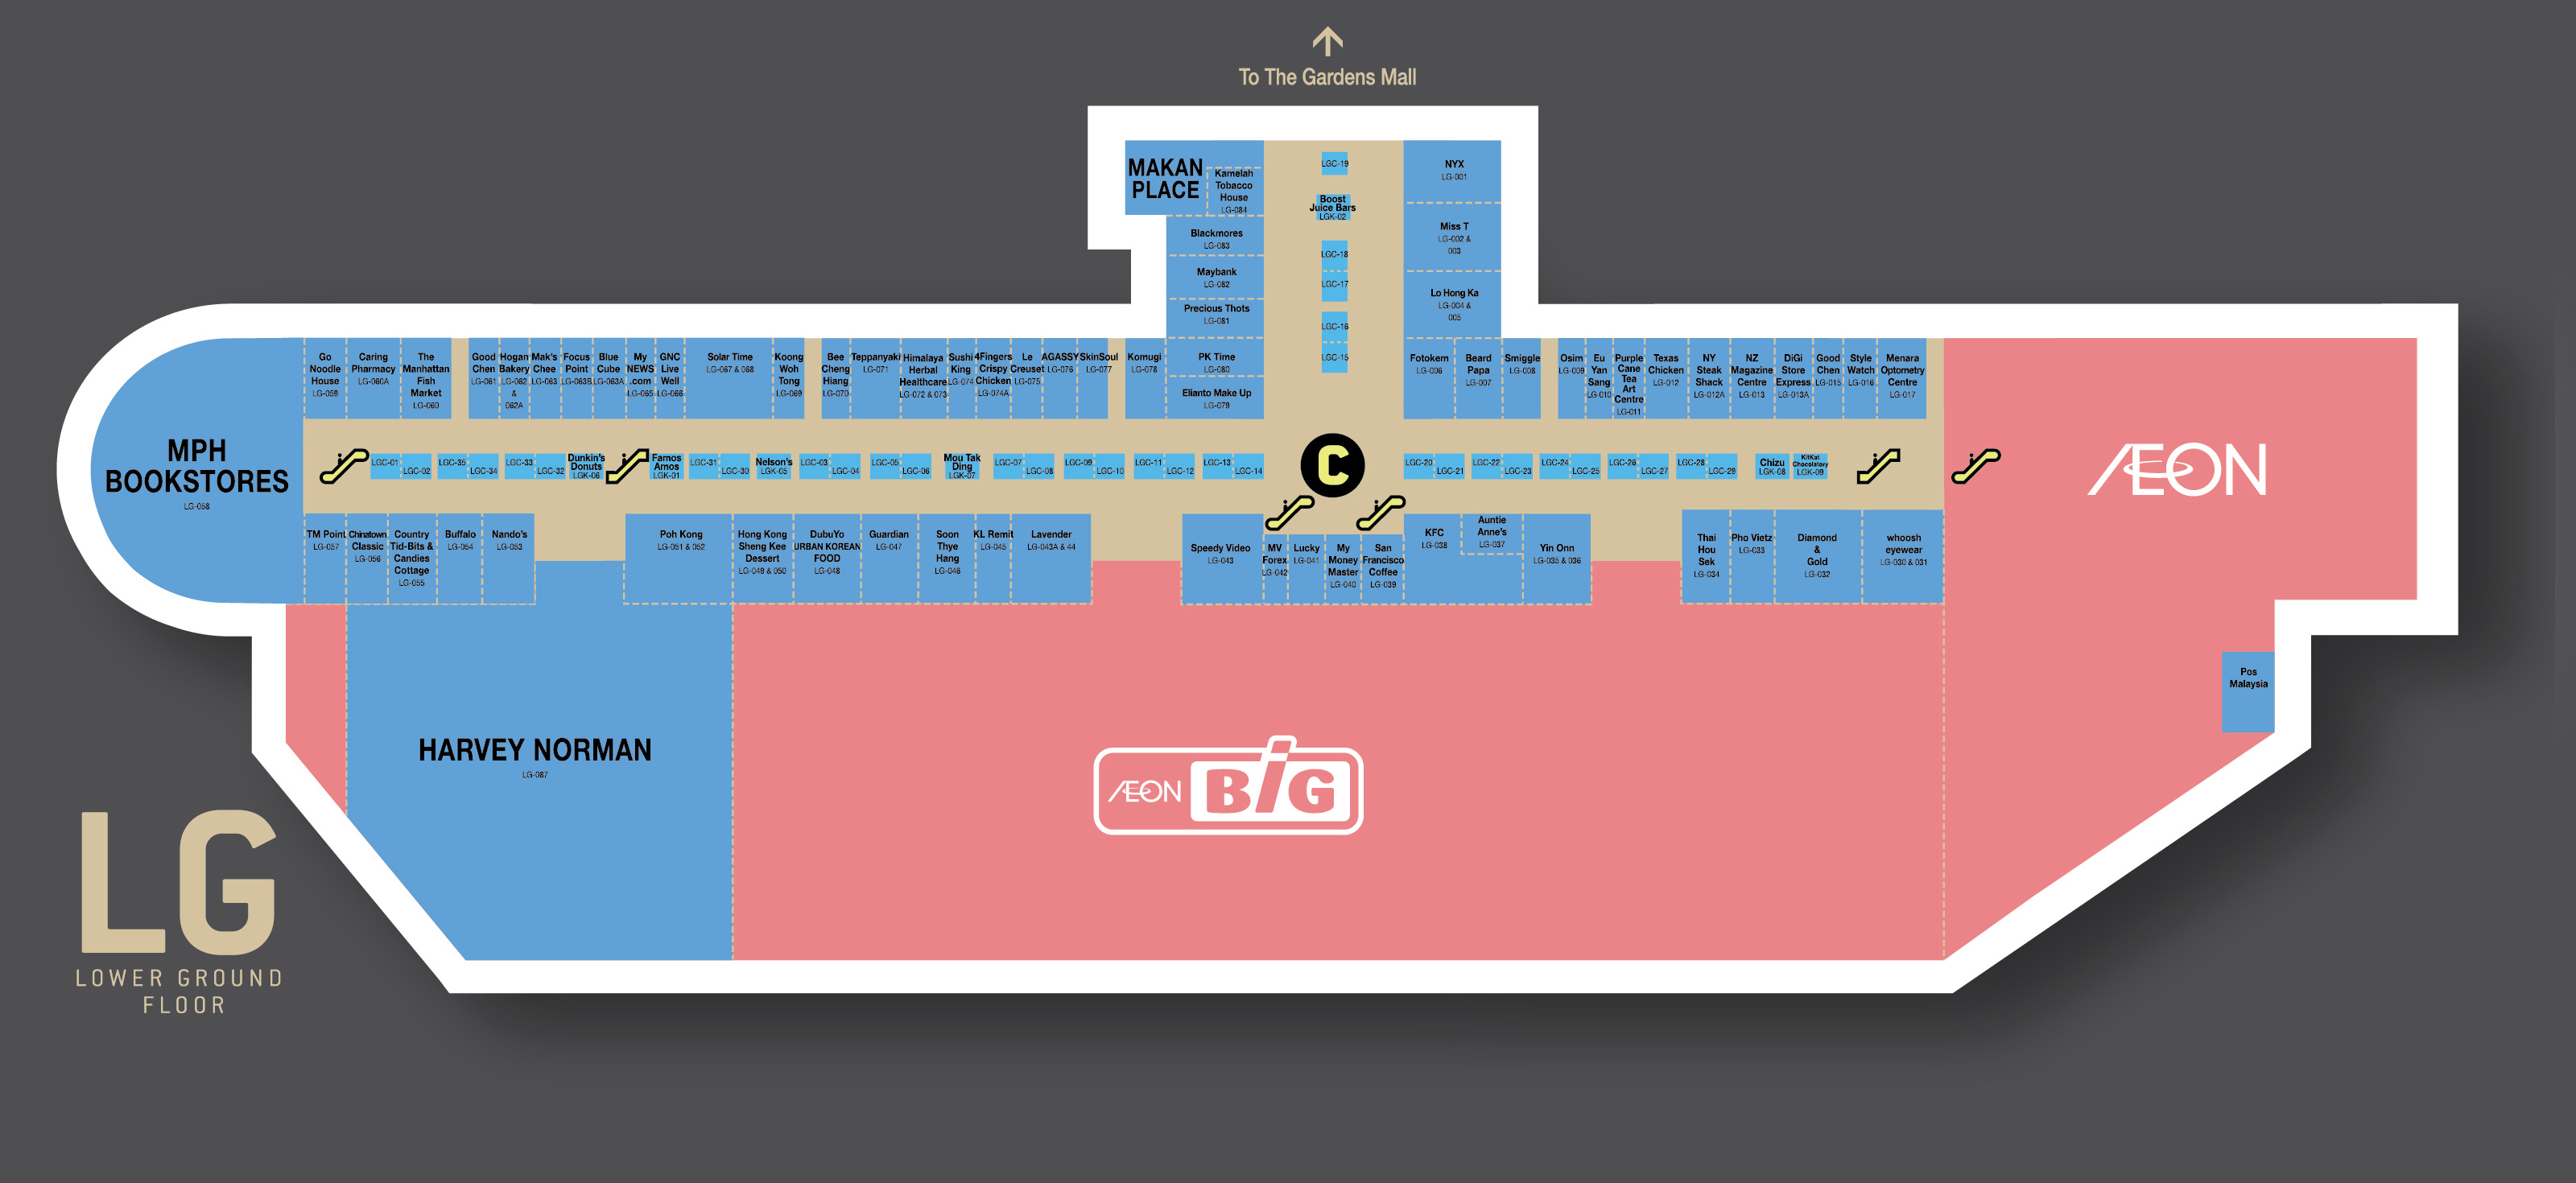 To The Gardens Mall
MAKAN
PLACE
Kamelah
Tobacco
House
LG-084
Blackmores
LG-083
Maybank
LG-082
Precious Thots
LG-081
PK Time
LG-080
Elianto Make Up
LG-079
LGC-19
Boost
Juice Bars
LGK-02
LGC-18
LGC-17
LGC-16
LGC-15
NYX
LG-001
Miss T
LG-002 &
003
Lo Hong Ka
LG-004 &
005
MPH
BOOKSTORES
LG-058
Go
Noodle
House
LG-059
Caring
Pharmacy
LG-060A
The
Manhattan
Fish
Market
LG-060
Good
Chen
LG-061
Hogan
Bakery
LG-062
&
062A
Mak's
Chee
LG-063
Focus
Point
LG-063B
Blue
Cube
LG-063A
My
NEWS
.com
LG-065
GNC
Live
Well
LG-066
Solar Time
LG-067 & 068
Koong
Woh
Tong
LG-069
Bee
Cheng
Hiang
LG-070
Teppanyaki
LG-071
Himalaya
Herbal
Healthcare
LG-072 & 073
Sushi
King
LG-074
4Fingers
Crispy
Chicken
LG-074A
Le
Creuset
LG-075
AGASSY
LG-076
SkinSoul
LG-077
Komugi
LG-078
Fotokem
LG-006
Beard
Papa
LG-007
Smiggle
LG-008
Osim
LG-009
Eu
Yan
Sang
LG-010
Purple
Cane
Tea
Art
Centre
LG-011
Texas
Chicken
LG-012
NY
Steak
Shack
LG-012A
NZ
Magazine
Centre
LG-013
DiGi
Store
Express
LG-013A
Good
Chen
LG-015
Style
Watch
LG-016
Menara
Optometry
Centre
LG-017
LGC-01
LGC-02
LGC-35
LGC-34
LGC-33
LGC-32
Dunkin's
Donuts
LGK-06
Famos
Amos
LGK-01
LGC-31
LGC-30
Nelson's
LGK-05
LGC-03
LGC-04
LGC-05
LGC-06
Mou Tak
Ding
LGK-07
LGC-07
LGC-08
LGC-09
LGC-10
LGC-11
LGC-12
LGC-13
LGC-14
C
LGC-20
LGC-21
LGC-22
LGC-23
LGC-24
LGC-25
LGC-26
LGC-27
LGC-28
LGC-29
Chizu
LGK-08
KitKat
Chocolatory
LGK-09
ÆON
TM Point
LG-057
Chinatown
Classic
LG-056
Country
Tid-Bits &
Candies
Cottage
LG-055
Buffalo
LG-054
Nando's
LG-053
Poh Kong
LG-051 & 052
Hong Kong
Sheng Kee
Dessert
LG-049 & 050
DubuYo
URBAN KOREAN
FOOD
LG-048
Guardian
LG-047
Soon
Thye
Hang
LG-046
KL Remit
LG-045
Lavender
LG-043A & 44
Speedy Video
LG-043
MV
Forex
LG-042
Lucky
LG-041
My
Money
Master
LG-040
San
Francisco
Coffee
LG-039
KFC
LG-038
Auntie
Anne's
LG-037
Yin Onn
LG-035 & 036
Thai
Hou
Sek
LG-034
Pho Vietz
LG-033
Diamond
&
Gold
LG-032
whoosh
eyewear
LG-030 & 031
Pos
Malaysia
HARVEY NORMAN
LG-087
ÆON BiG
LG
LOWER GROUND
FLOOR